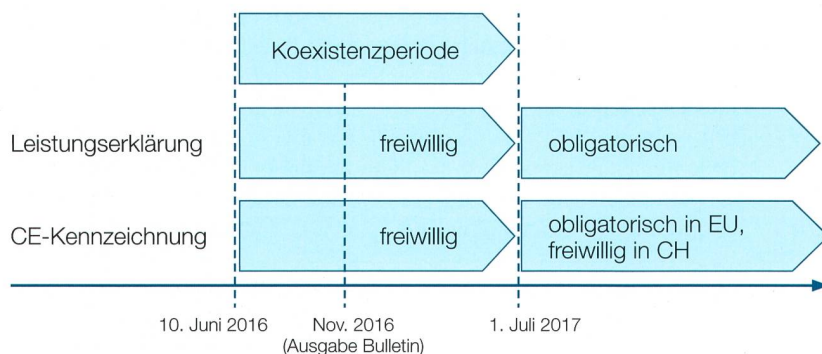 Koexistenzperiode
Leistungserklärung
freiwillig
obligatorisch
CE-Kennzeichnung
freiwillig
obligatorisch in EU,
freiwillig in CH
10. Juni 2016
Nov. 2016
(Ausgabe Bulletin)
1. Juli 2017